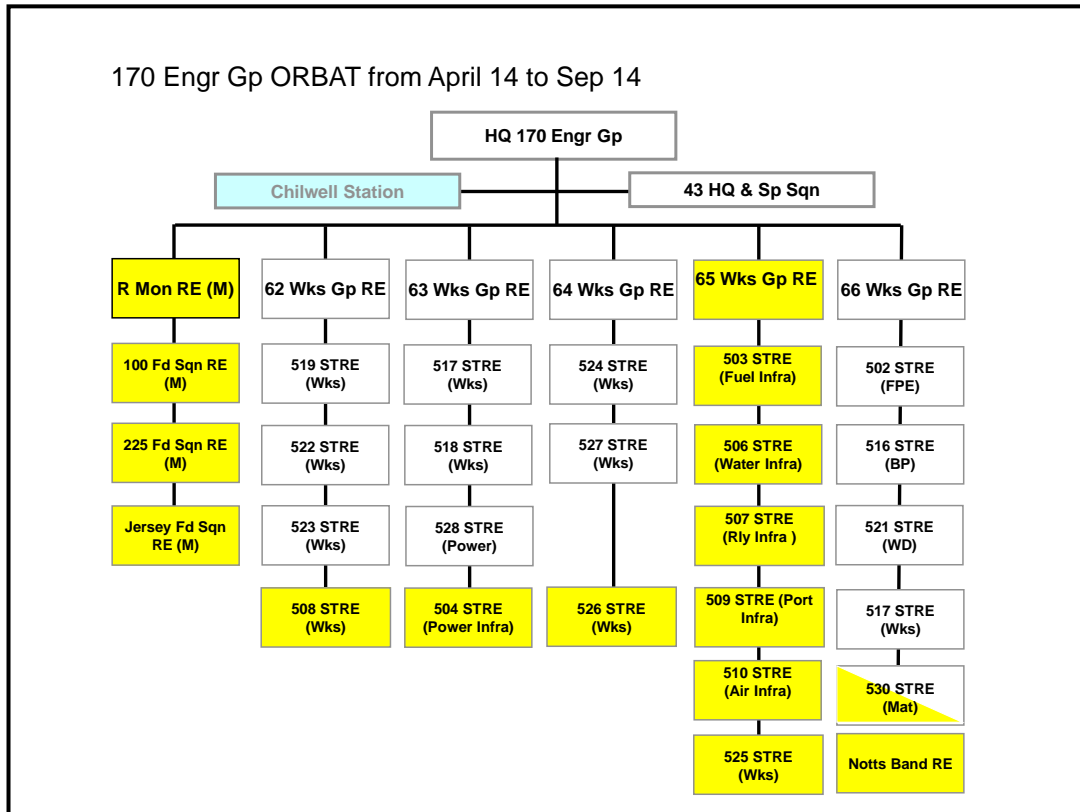 170 Engr Gp ORBAT from April 14 to Sep 14
HQ 170 Engr Gp
Chilwell Station
43 HQ & Sp Sqn
R Mon RE (M)
62 Wks Gp RE
63 Wks Gp RE
64 Wks Gp RE
65 Wks Gp RE
66 Wks Gp RE
100 Fd Sqn RE
(M)
519 STRE
(Wks)
517 STRE
(Wks)
524 STRE
(Wks)
503 STRE
(Fuel Infra)
502 STRE
(FPE)
225 Fd Sqn RE
(M)
522 STRE
(Wks)
518 STRE
(Wks)
527 STRE
(Wks)
506 STRE
(Water Infra)
516 STRE
(BP)
Jersey Fd Sqn
RE (M)
523 STRE
(Wks)
528 STRE
(Power)
507 STRE
(Rly Infra )
521 STRE
(WD)
508 STRE
(Wks)
504 STRE
(Power Infra)
526 STRE
(Wks)
509 STRE (Port
Infra)
517 STRE
(Wks)
510 STRE
(Air Infra)
530 STRE
(Mat)
525 STRE
(Wks)
Notts Band RE